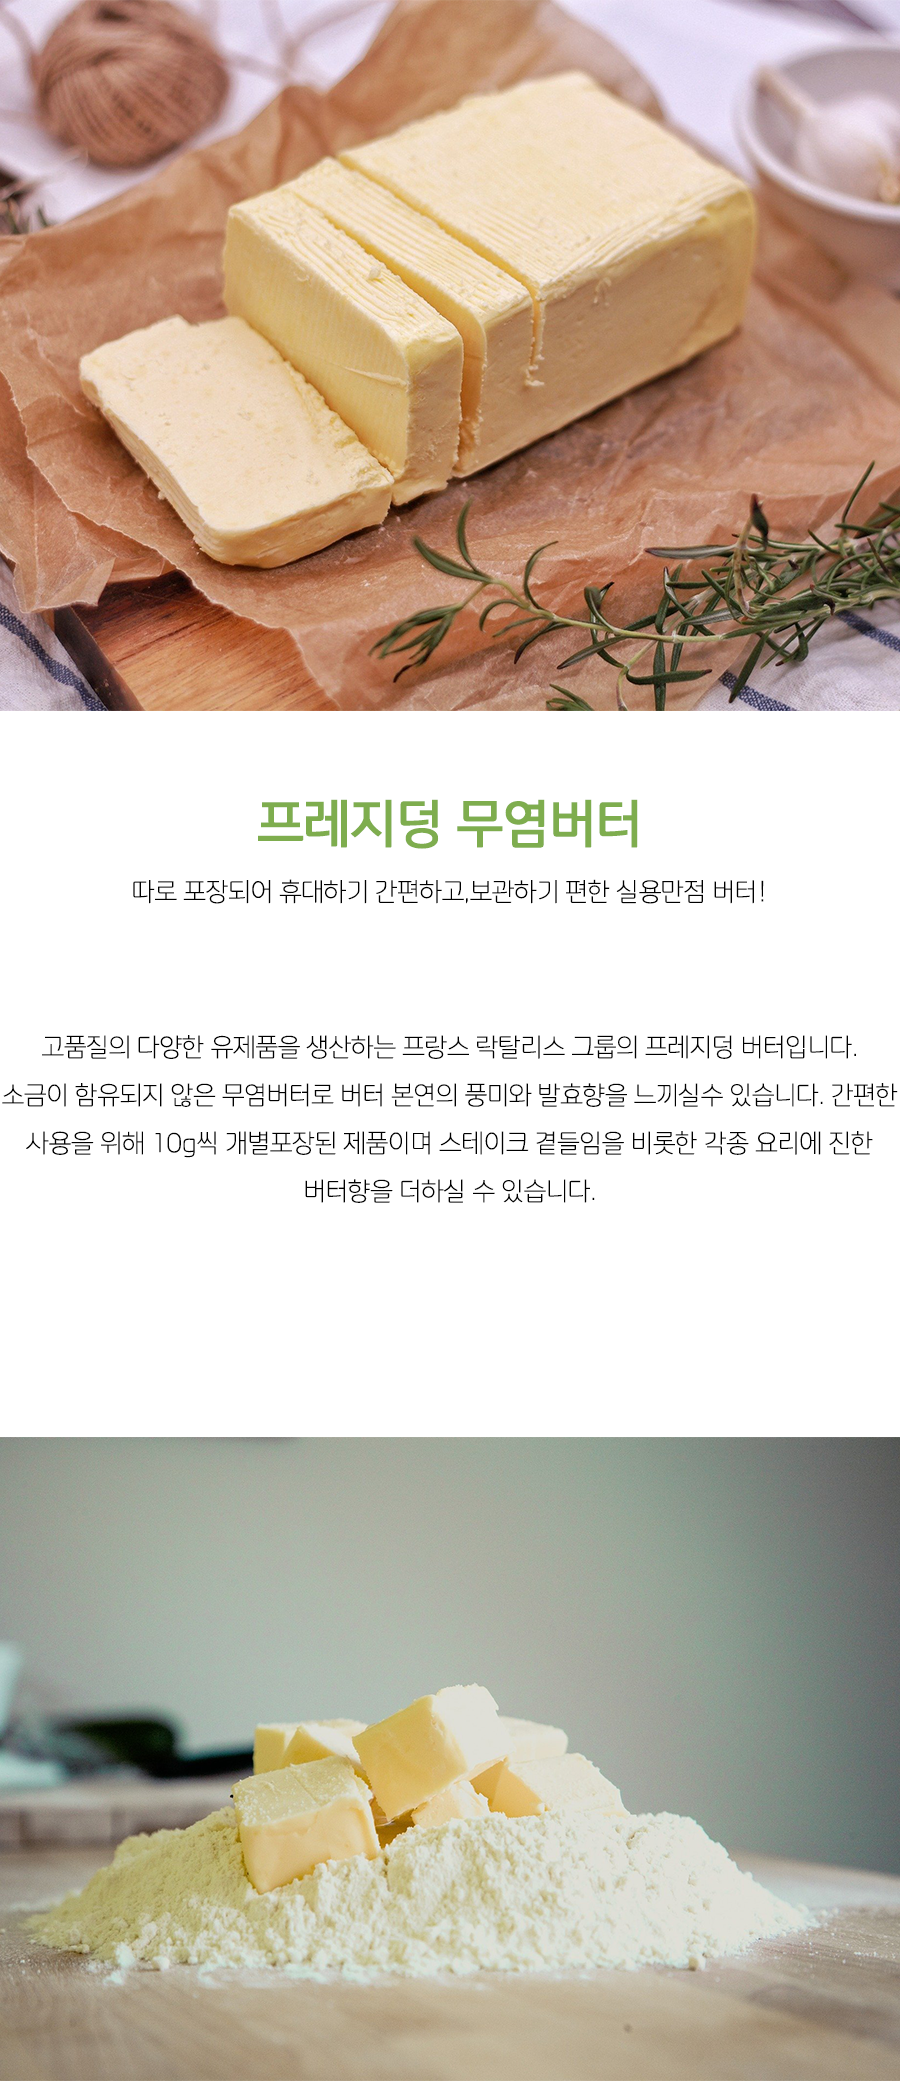 프레지덩 무염버터
따로 포장되어 휴대하기 간편하고,보관하기 편한 실용만점 버터!
고품질의 다양한 유제품을 생산하는 프랑스 락탈리스 그룹의 프레지덩 버터입니다.
소금이 함유되지 않은 무염버터로 버터 본연의 풍미와 발효향을 느끼실수 있습니다. 간편한
사용을 위해 10g씩 개별포장된 제품이며 스테이크 곁들임을 비롯한 각종 요리에 진한
버터향을 더하실 수 있습니다.